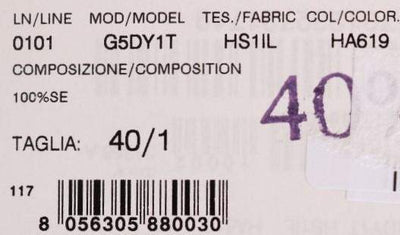 LN/LINE MOD/MODEL TES./FABRIC COL/COLOR.
0101 G5DY1T HS1IL HA619
COMPOSIZIONE/COMPOSITION
100%SE
40
TAGLIA: 40/1
117
8 056305 880030